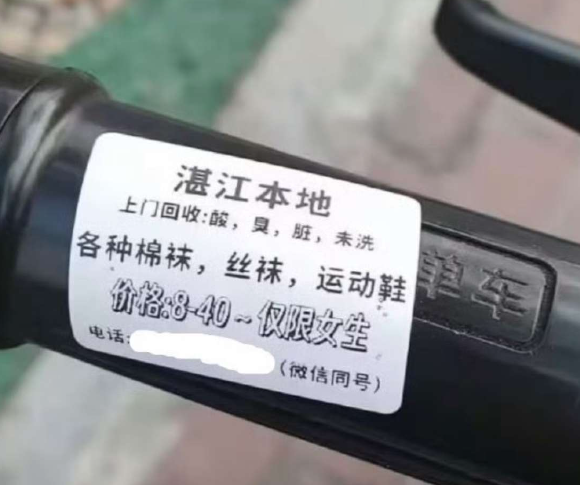 湛江本地
上门回收:酸，臭，脏，未洗
各种棉袜，丝袜，运动鞋
价格:8-40~仅限女生
电话:
(微信同号)
单车